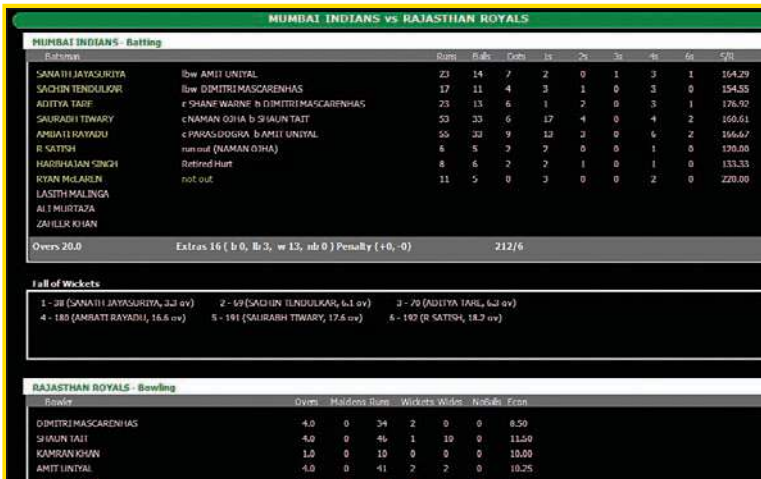 MUMBAI INDIANS vs RAJASTHAN ROYALS
MUMBAI INDIANS - Batting
Batsman Runs Balls Dots 1s 2s 3s 4s 6s S/R
SANATH JAYASURIYA lbw AMIT UNIYAL 23 14 7 2 0 1 3 1 164.29
SACHIN TENDULKAR lbw DIMITRI MASCARENHAS 17 11 4 3 1 0 3 0 154.55
ADITYA TARE c SHANE WARNE b DIMITRI MASCARENHAS 23 13 6 1 2 0 3 1 176.92
SAURABH TIWARY c NAMAN OJHA b SHAUN TAIT 53 33 6 17 4 0 4 2 160.61
AMBATI RAYADU c PARAS DOGRA b AMIT UNIYAL 55 33 9 13 3 0 6 2 166.67
R SATISH run out (NAMAN OJHA) 6 5 2 2 0 0 1 0 120.00
HARBHAJAN SINGH Retired Hurt 8 6 2 2 1 0 1 0 133.33
RYAN McLAREN not out 11 5 0 3 0 0 2 0 220.00
LASITH MALINGA
ALI MURTAZA
ZAHEER KHAN
Overs 20.0 Extras 16 ( b 0, lb 3, w 13, nb 0 ) Penalty (+0, -0) 212/6
Fall of Wickets
1 - 38 (SANATH JAYASURIYA, 3.3 ov) 2 - 69 (SACHIN TENDULKAR, 6.1 ov) 3 - 70 (ADITYA TARE, 6.3 ov)
4 - 180 (AMBATI RAYADU, 16.6 ov) 5 - 191 (SAURABH TIWARY, 17.6 ov) 6 - 192 (R SATISH, 18.2 ov)
RAJASTHAN ROYALS - Bowling
Bowler Overs Maidens Runs Wickets Wides NoBalls Econ.
DIMITRI MASCARENHAS 4.0 0 34 2 0 0 8.50
SHAUN TAIT 4.0 0 46 1 10 0 11.50
KAMRAN KHAN 1.0 0 10 0 0 0 10.00
AMIT UNIYAL 4.0 0 41 2 2 0 10.25